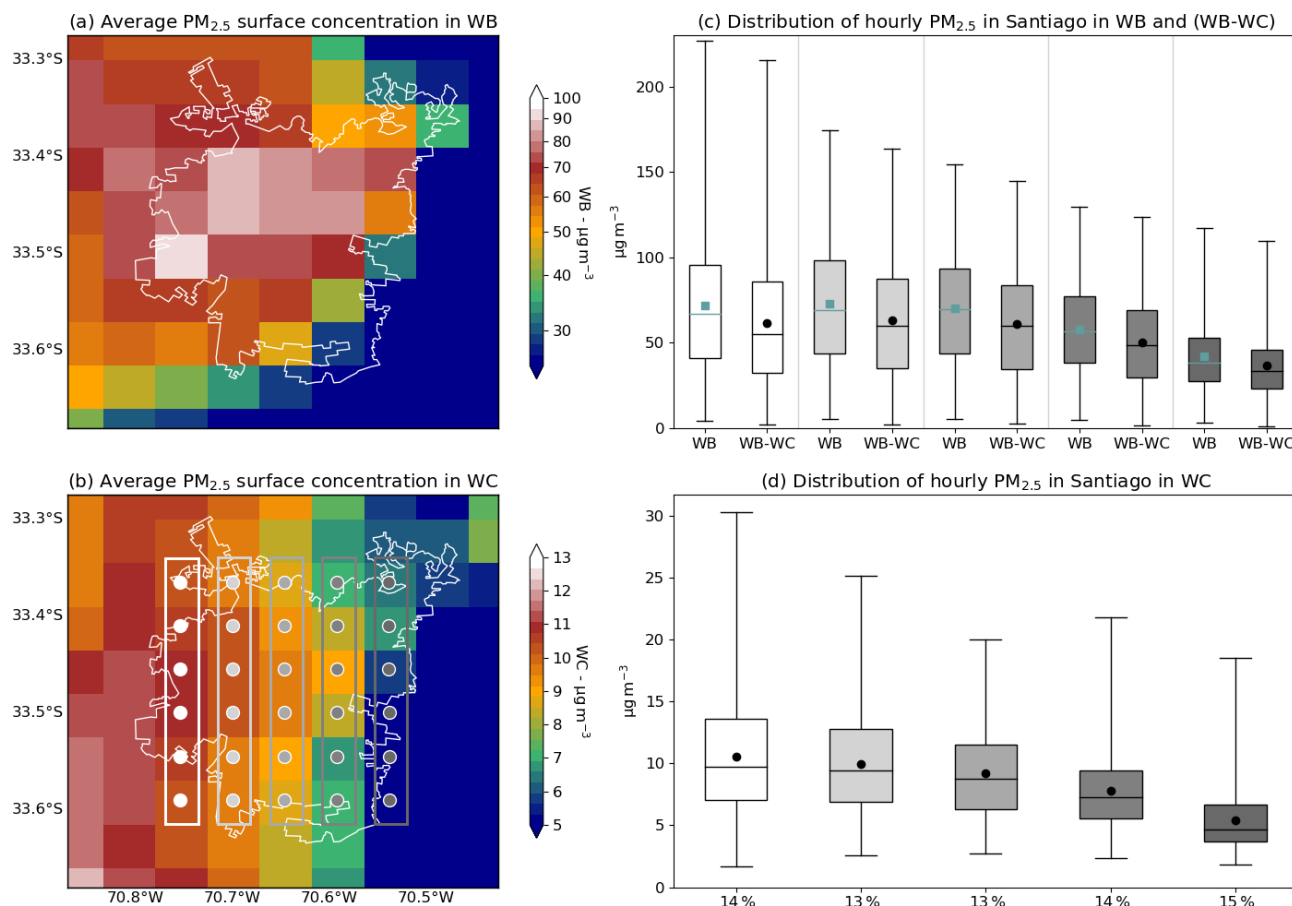 (a) Average PM2.5 surface concentration in WB
33.3°S
33.4°S
33.5°S
33.6°S
100
90
80
70
60
50
40
30
WB - µg m−3
(c) Distribution of hourly PM2.5 in Santiago in WB and (WB-WC)
200
150
100
50
0
µg m−3
WB WB-WC WB WB-WC WB WB-WC WB WB-WC WB WB-WC
(b) Average PM2.5 surface concentration in WC
33.3°S
33.4°S
33.5°S
33.6°S
70.8°W 70.7°W 70.6°W 70.5°W
13
12
11
10
9
8
7
6
5
WC - µg m−3
(d) Distribution of hourly PM2.5 in Santiago in WC
30
25
20
15
10
5
0
µg m−3
14 % 13 % 13 % 14 % 15 %